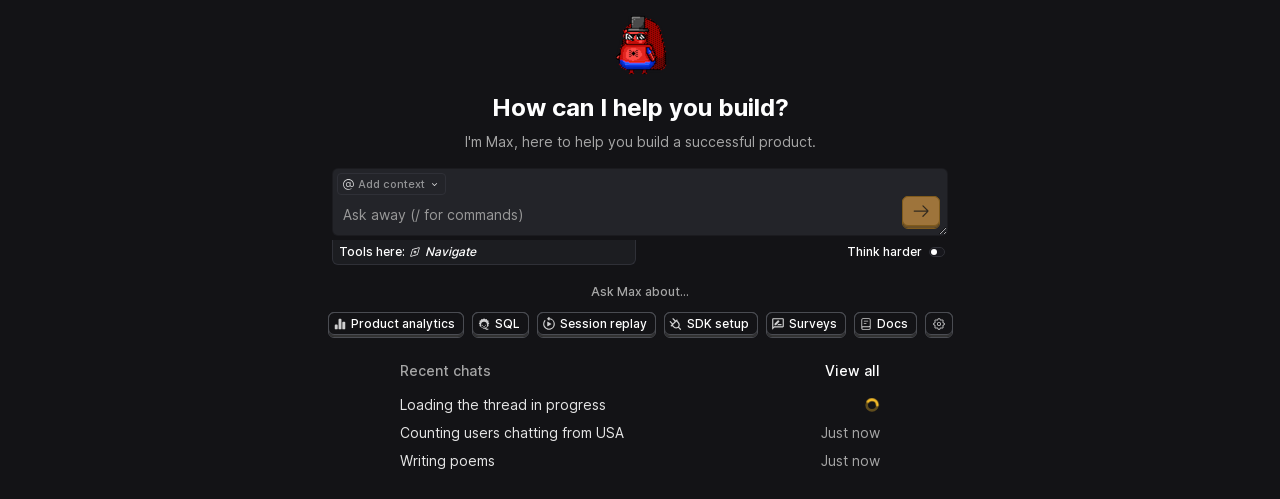 How can I help you build?
I'm Max, here to help you build a successful product.
@ Add context
Ask away (/ for commands)
Tools here: Navigate
Think harder
Ask Max about...
Product analytics SQL Session replay SDK setup Surveys Docs
Recent chats View all
Loading the thread in progress
Counting users chatting from USA Just now
Writing poems Just now